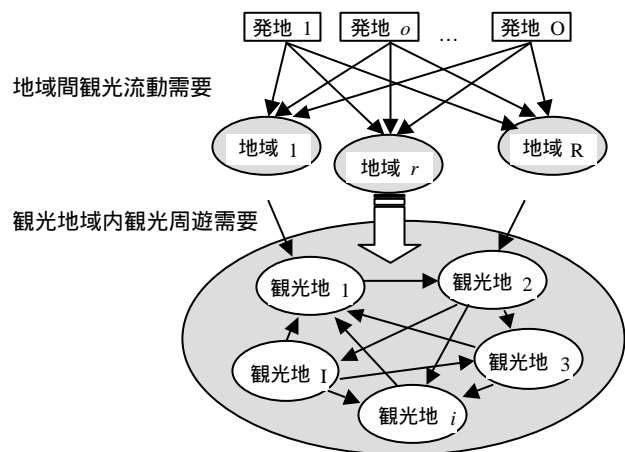 発地 1 発地 o … 発地 O
地域間観光流動需要
地域 1 地域 r 地域 R
観光地域内観光周遊需要
観光地 1 観光地 2
観光地 I 観光地 3
観光地 i